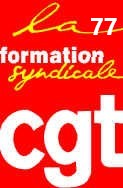 la 77
formation
syndicale
cgt